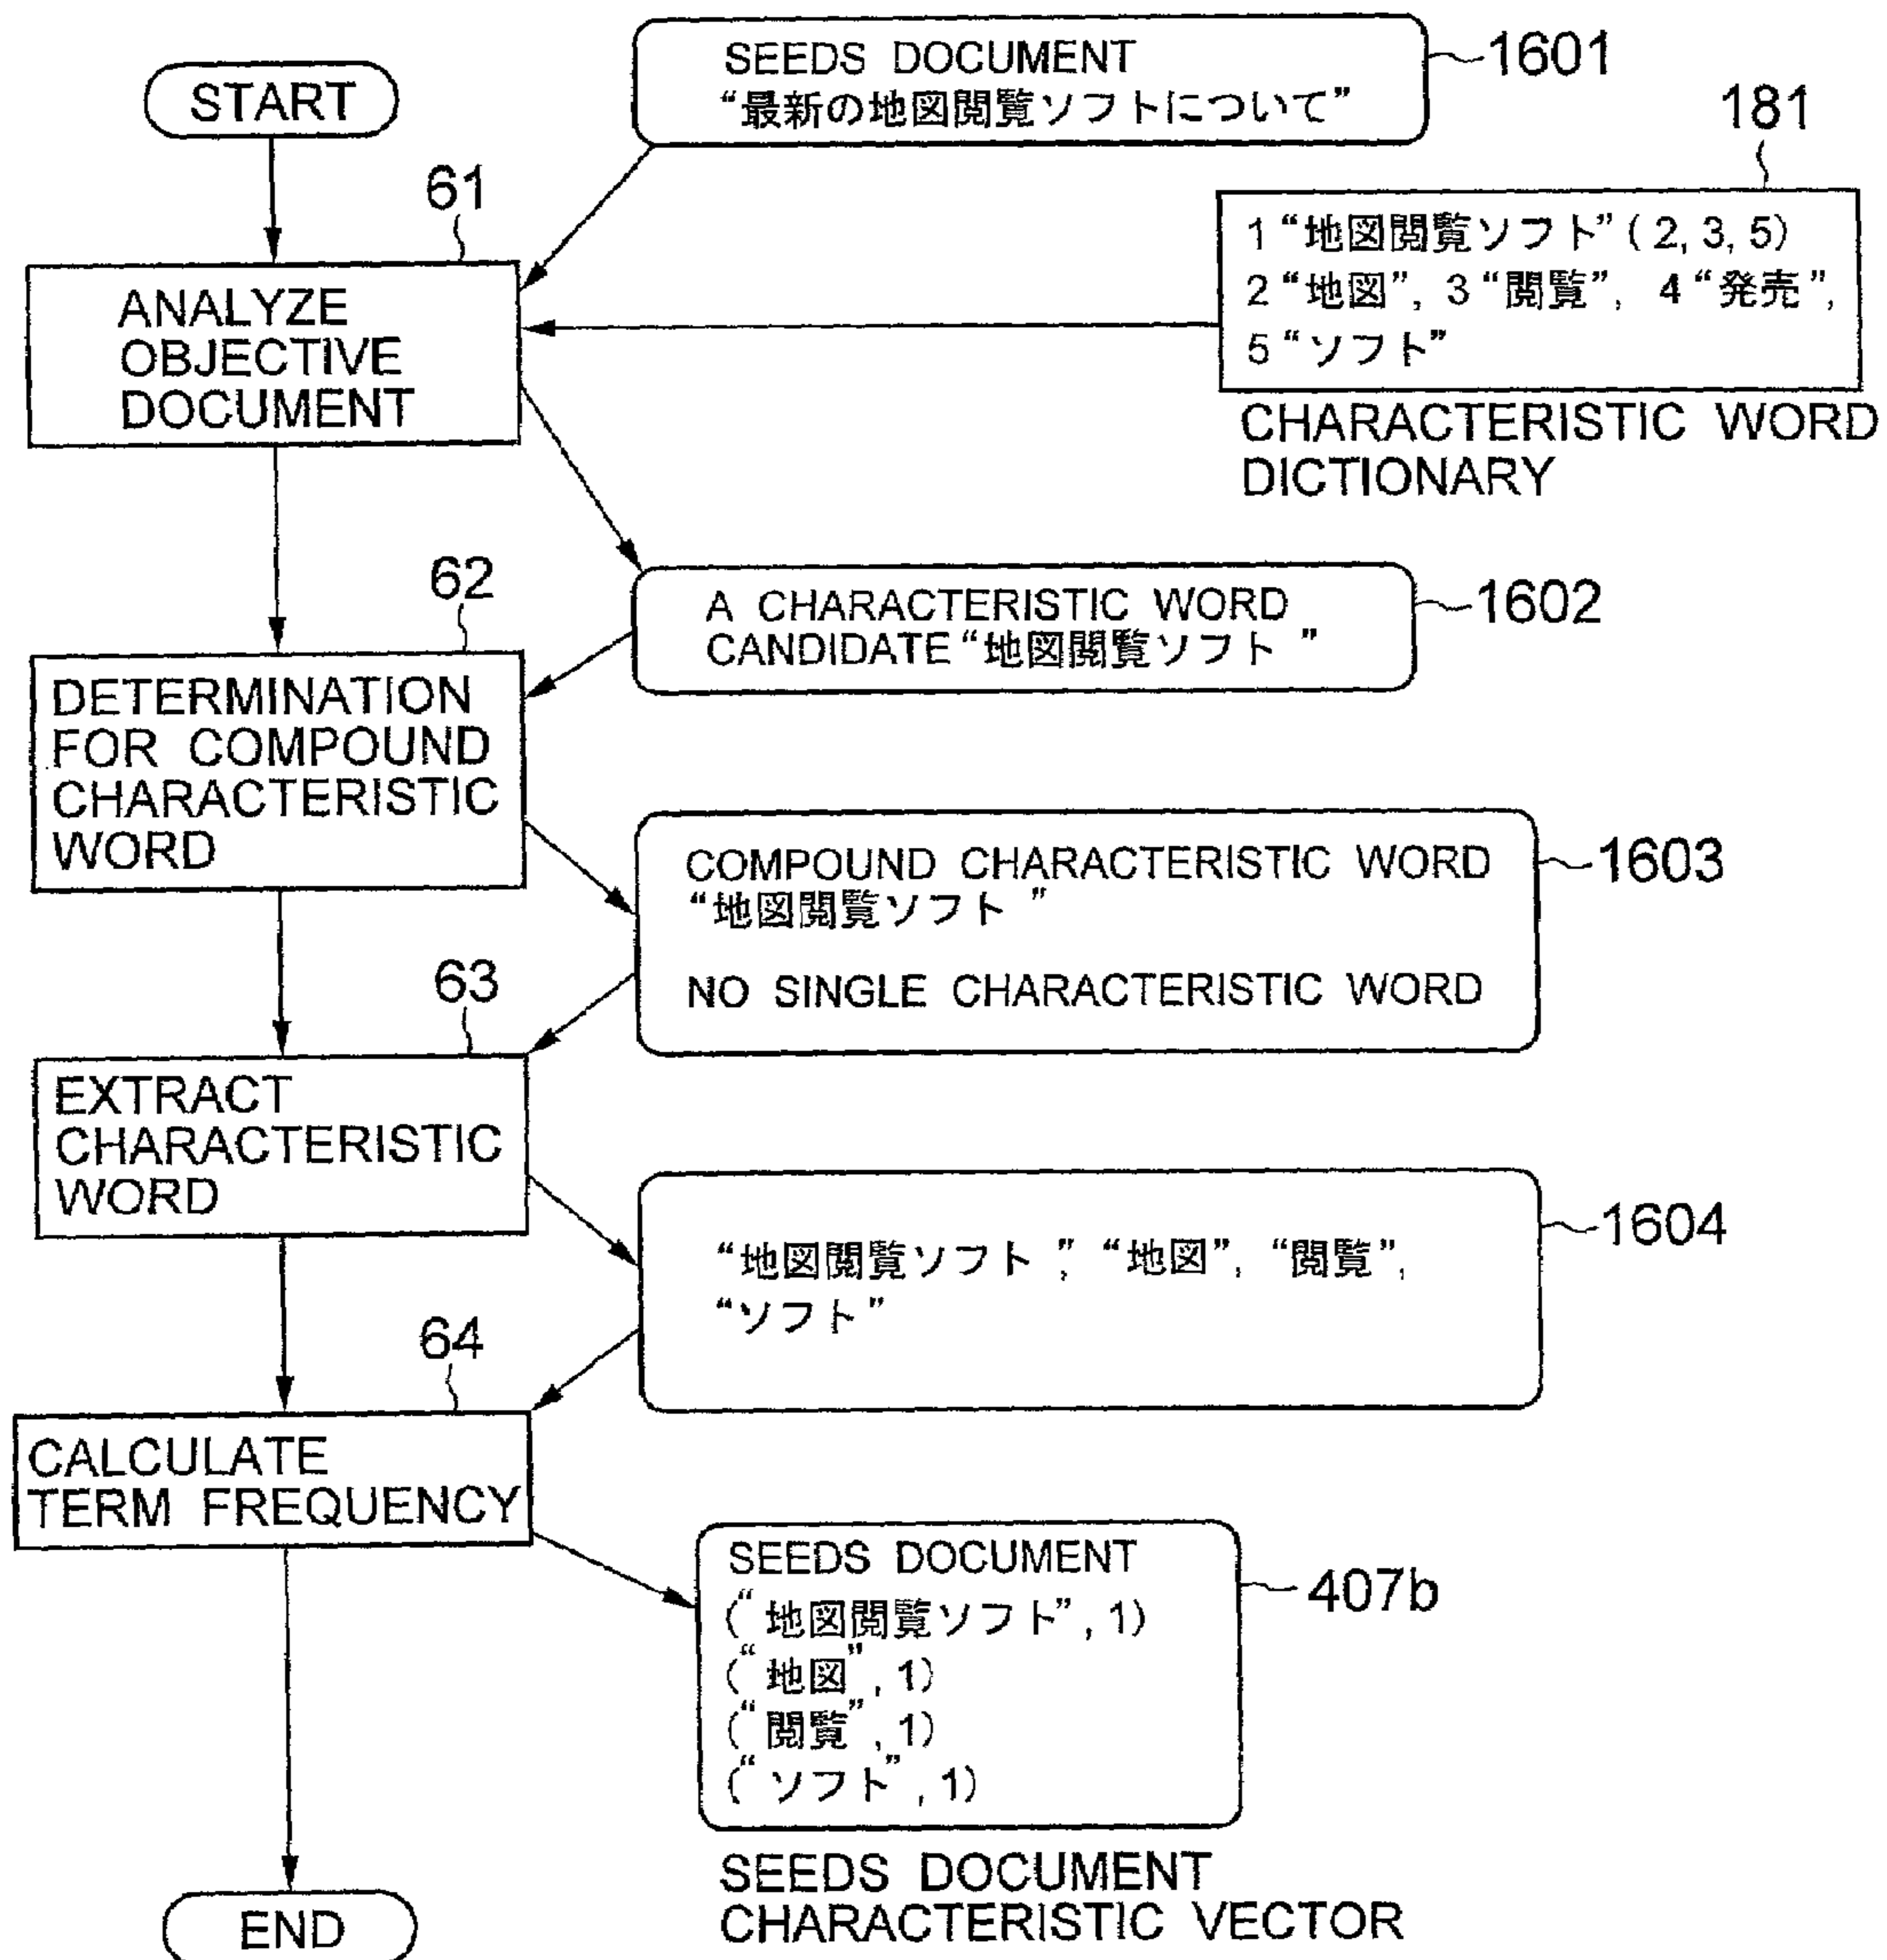 START
SEEDS DOCUMENT
“最新の地図閲覧ソフトについて”
1601
181
1 “地図閲覧ソフト” ( 2, 3, 5)
2 “地図”, 3 “閲覧”, 4 “発売”,
5 “ソフト”
CHARACTERISTIC WORD
DICTIONARY
61
ANALYZE
OBJECTIVE
DOCUMENT
A CHARACTERISTIC WORD
CANDIDATE “地図閲覧ソフト ”
1602
62
DETERMINATION
FOR COMPOUND
CHARACTERISTIC
WORD
COMPOUND CHARACTERISTIC WORD
“地図閲覧ソフト ”
NO SINGLE CHARACTERISTIC WORD
1603
63
EXTRACT
CHARACTERISTIC
WORD
“地図閲覧ソフト ”, “地図”, “閲覧”,
“ソフト”
1604
64
CALCULATE
TERM FREQUENCY
SEEDS DOCUMENT
(“地図閲覧ソフト”, 1)
(“地図”, 1)
(“閲覧”, 1)
(“ソフト”, 1)
407b
SEEDS DOCUMENT
CHARACTERISTIC VECTOR
END